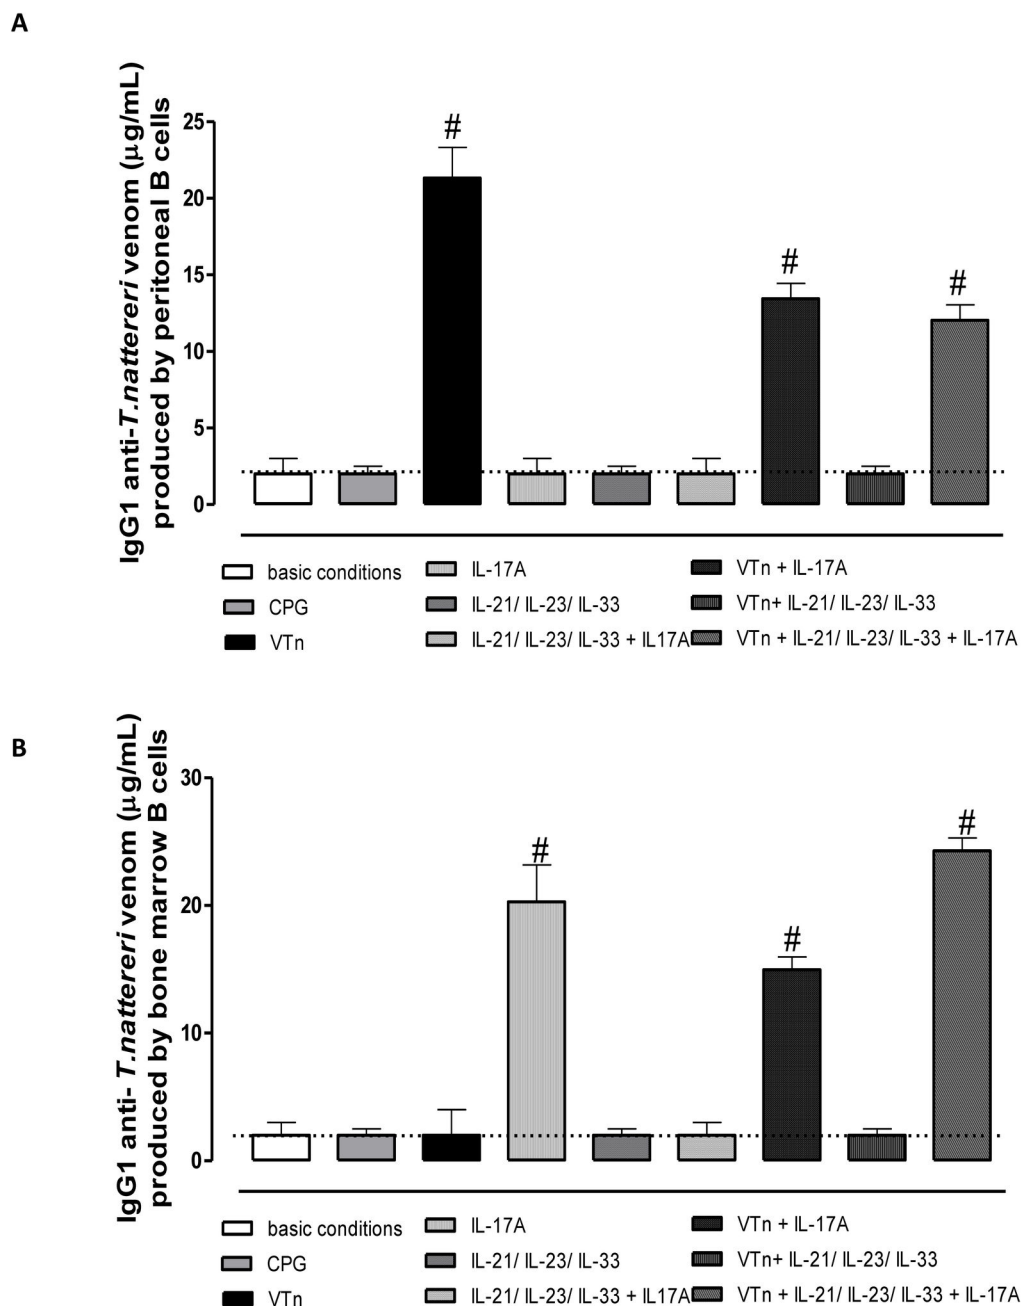 A
IgG1 anti-T.nattereri venom (µg/mL)
produced by peritoneal B cells
25
20
15
10
5
0
#
#
#
basic conditions
CPG
VTn
IL-17A
IL-21/ IL-23/ IL-33
IL-21/ IL-23/ IL-33 + IL17A
VTn + IL-17A
VTn+ IL-21/ IL-23/ IL-33
VTn + IL-21/ IL-23/ IL-33 + IL-17A
B
IgG1 anti- T.nattereri venom (µg/mL)
produced by bone marrow B cells
30
20
10
0
#
#
#
basic conditions
CPG
VTn
IL-17A
IL-21/ IL-23/ IL-33
IL-21/ IL-23/ IL-33 + IL17A
VTn + IL-17A
VTn+ IL-21/ IL-23/ IL-33
VTn + IL-21/ IL-23/ IL-33 + IL-17A